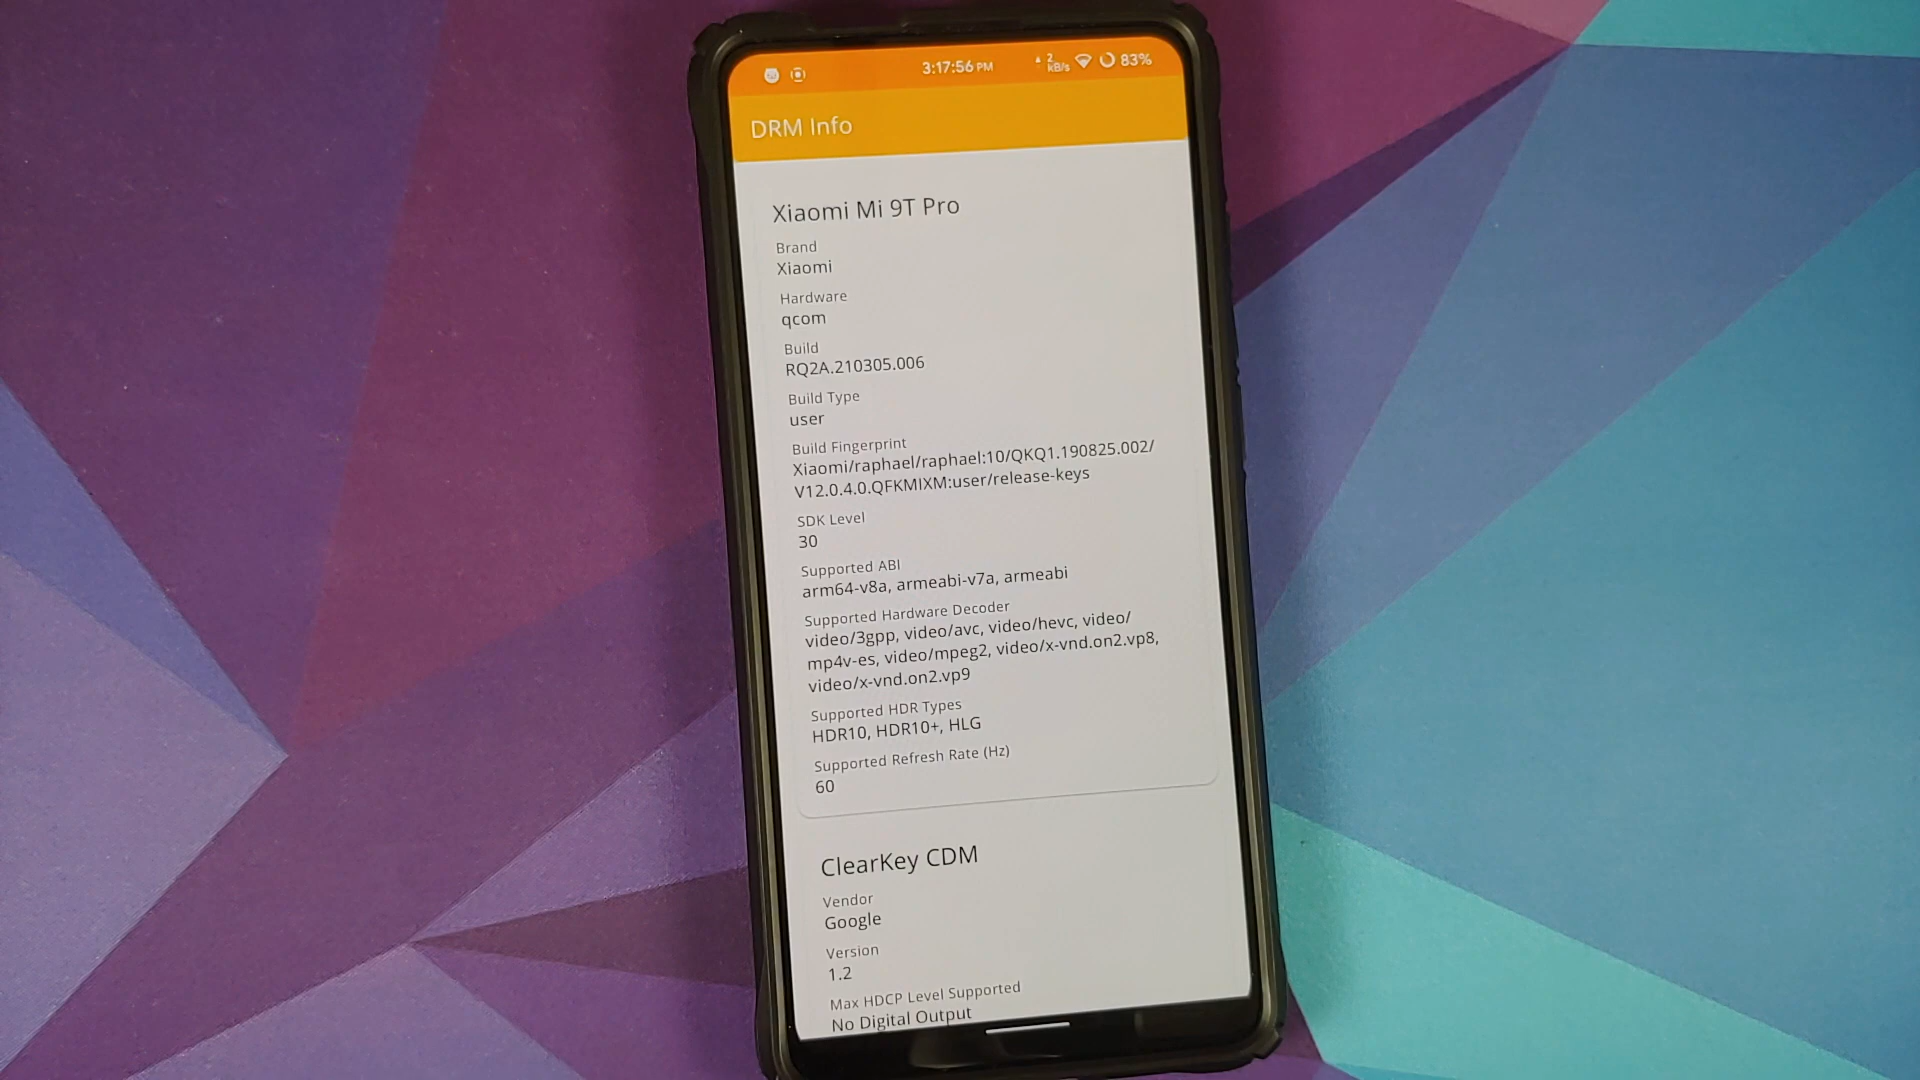 3:17:56 PM
2
kB/s
83%
DRM Info
Xiaomi Mi 9T Pro
Brand
Xiaomi
Hardware
qcom
Build
RQ2A.210305.006
Build Type
user
Build Fingerprint
Xiaomi/raphael/raphael:10/QKQ1.190825.002/
V12.0.4.0.QFKMIXM:user/release-keys
SDK Level
30
Supported ABI
arm64-v8a, armeabi-v7a, armeabi
Supported Hardware Decoder
video/3gpp, video/avc, video/hevc, video/
mp4v-es, video/mpeg2, video/x-vnd.on2.vp8,
video/x-vnd.on2.vp9
Supported HDR Types
HDR10, HDR10+, HLG
Supported Refresh Rate (Hz)
60
ClearKey CDM
Vendor
Google
Version
1.2
Max HDCP Level Supported
No Digital Output